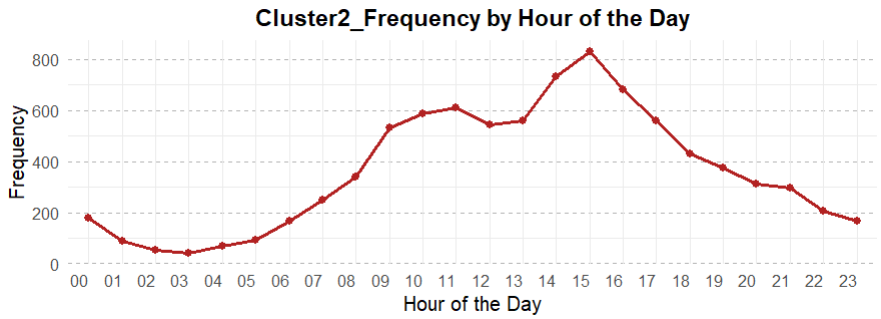 Cluster2_Frequency by Hour of the Day
Frequency
800
600
400
200
0
00 01 02 03 04 05 06 07 08 09 10 11 12 13 14 15 16 17 18 19 20 21 22 23
Hour of the Day